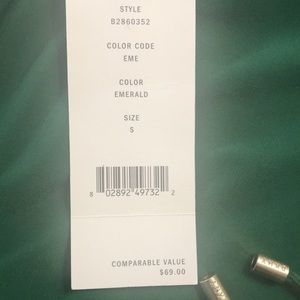 STYLE
B2860352
COLOR CODE
EME
COLOR
EMERALD
SIZE
S
8 02892 49732 2
COMPARABLE VALUE
$69.00